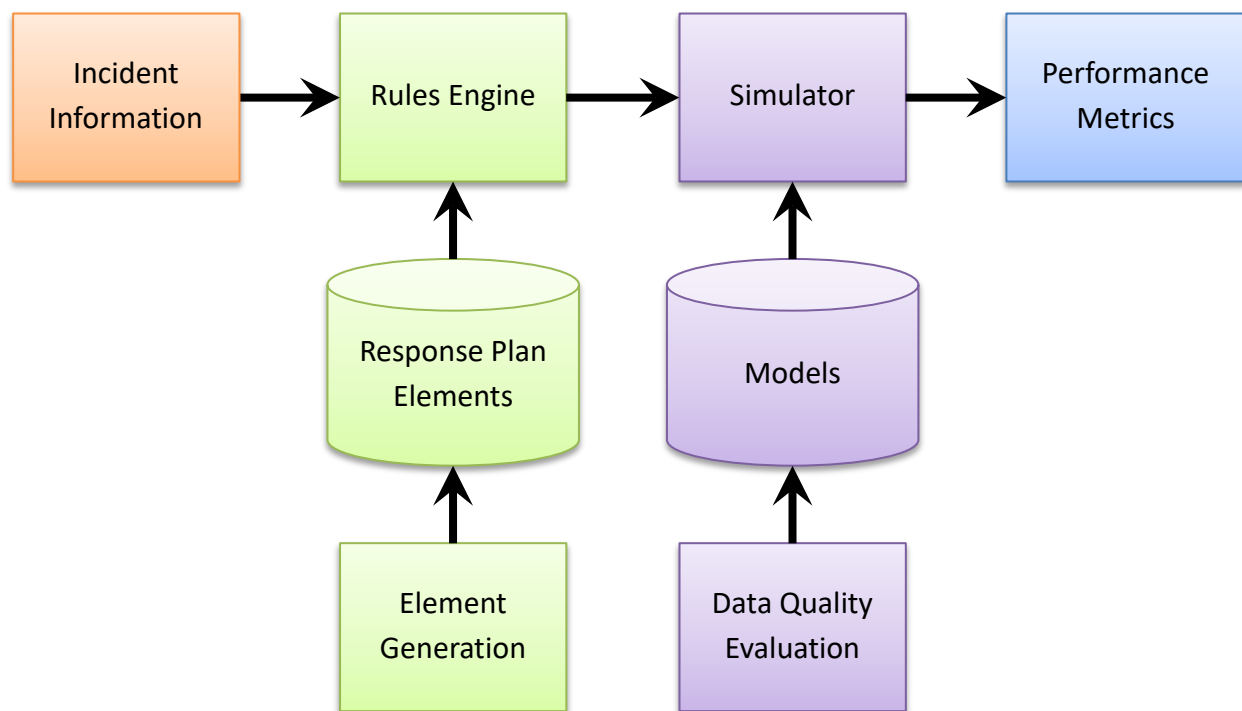 Incident
Information
Rules Engine
Simulator
Performance
Metrics
Response Plan
Elements
Models
Element
Generation
Data Quality
Evaluation